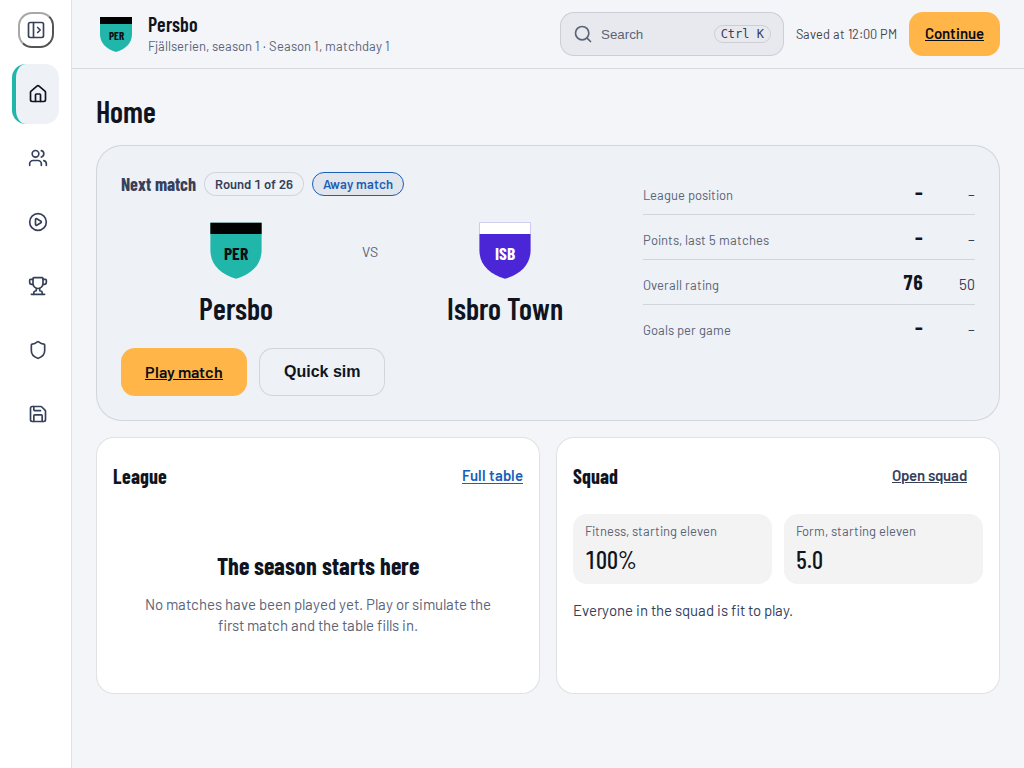 PER
Persbo
Fjällserien, season 1 · Season 1, matchday 1
Search
Ctrl K
Saved at 12:00 PM
Continue
Home
Next match
Round 1 of 26
Away match
PER
VS
ISB
Persbo
Isbro Town
League position
- –
Points, last 5 matches
- –
Overall rating
76 50
Goals per game
- –
Play match
Quick sim
League
Full table
The season starts here
No matches have been played yet. Play or simulate the
first match and the table fills in.
Squad
Open squad
Fitness, starting eleven
100%
Form, starting eleven
5.0
Everyone in the squad is fit to play.